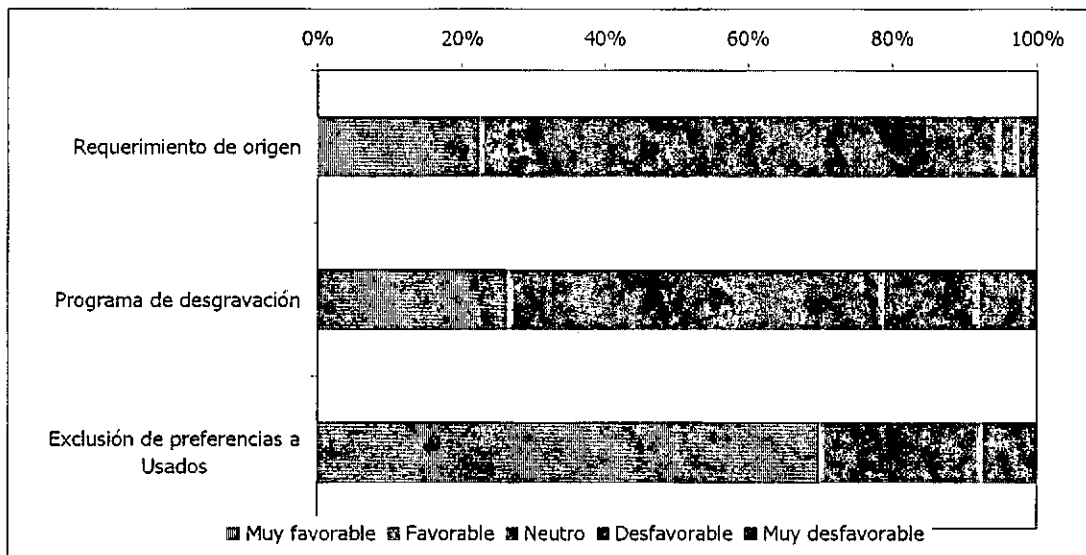 0% 20% 40% 60% 80% 100%
Requerimiento de origen
Programa de desgravación
Exclusión de preferencias a
Usados
Muy favorable Favorable Neutro Desfavorable Muy desfavorable